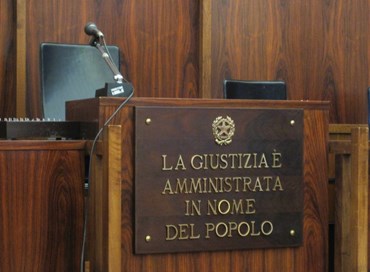 LA GIUSTIZIA È
AMMINISTRATA
IN NOME
DEL POPOLO